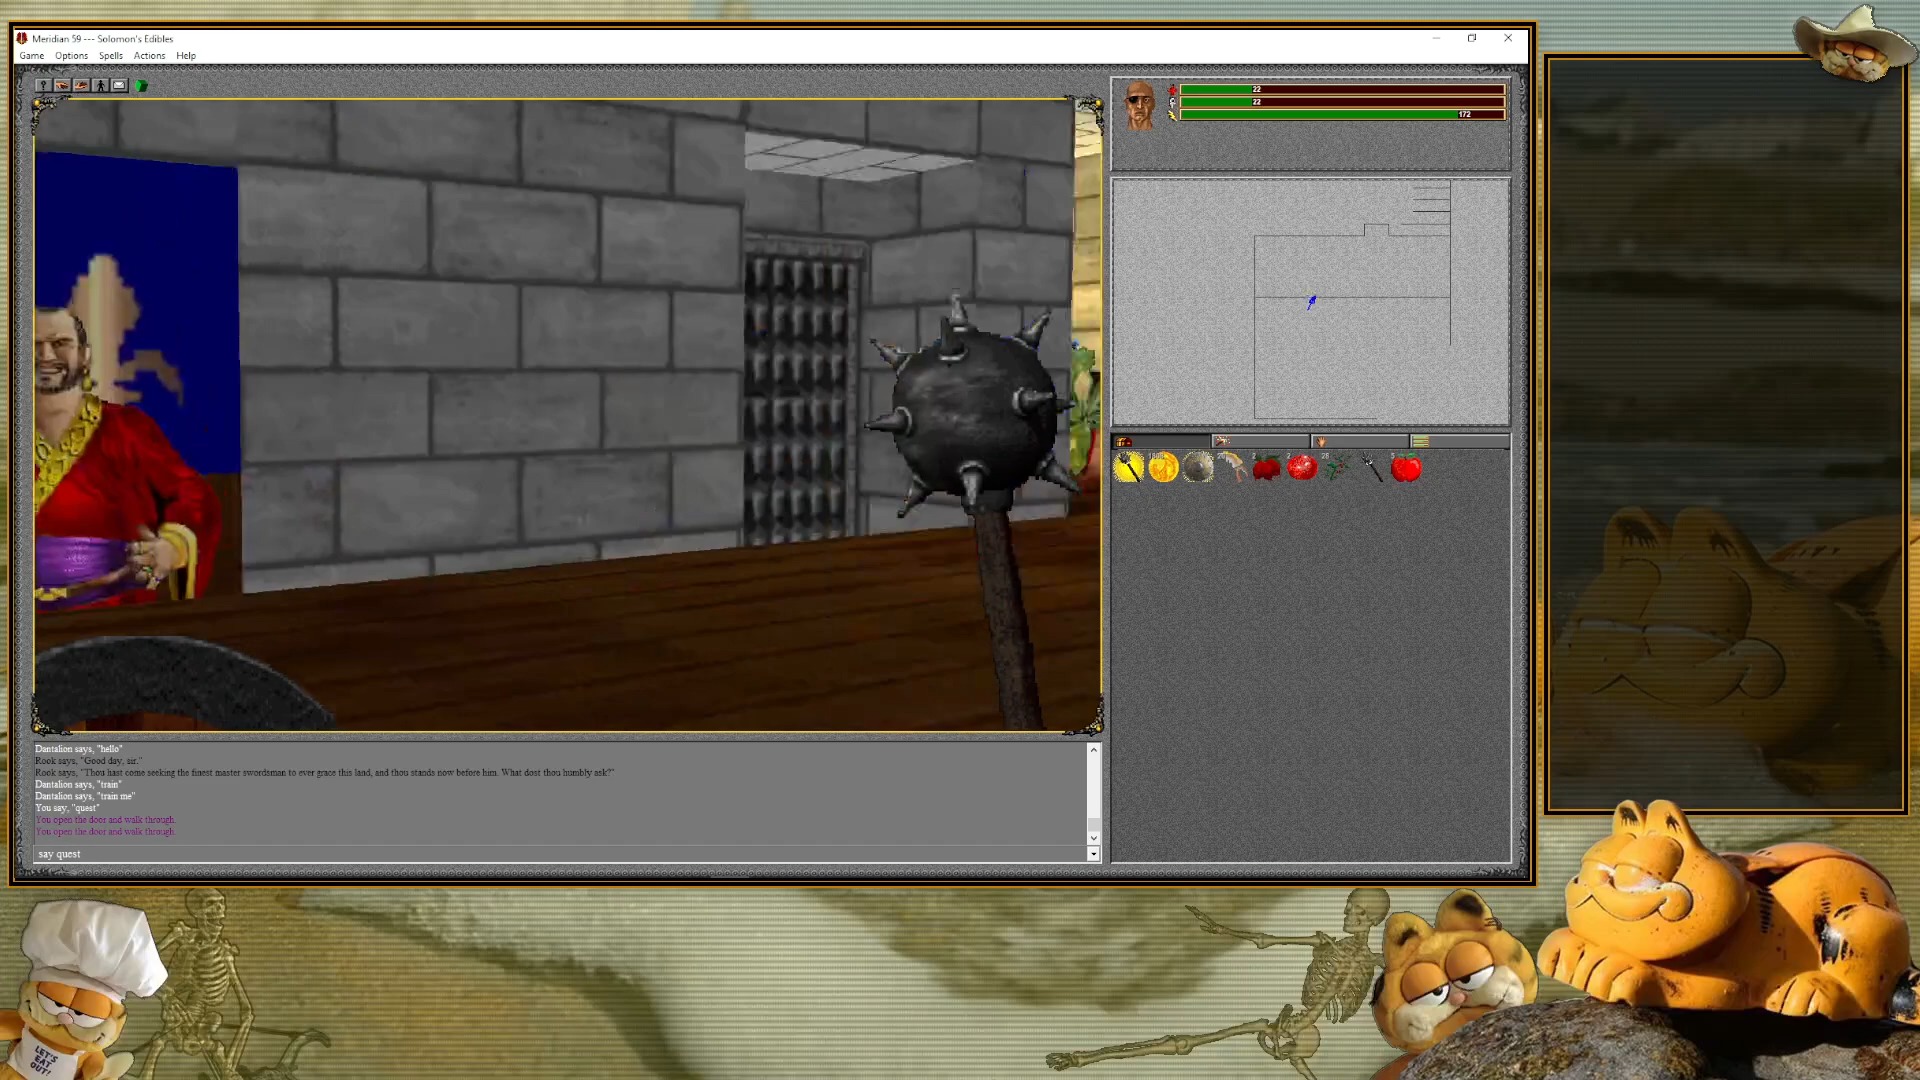 Meridian 59 --- Solomon's Edibles
Game Options Spells Actions Help
22
22
172
Dantalion says, "hello"
Rook says, "Good day, sir."
Rook says, "Thou hast come seeking the finest master swordsman to ever grace this land, and thou stands now before him. What dost thou humbly ask?"
Dantalion says, "train"
Dantalion says, "train me"
You say, "quest"
You open the door and walk through.
You open the door and walk through.
say quest
LET'S
EAT
OUT!